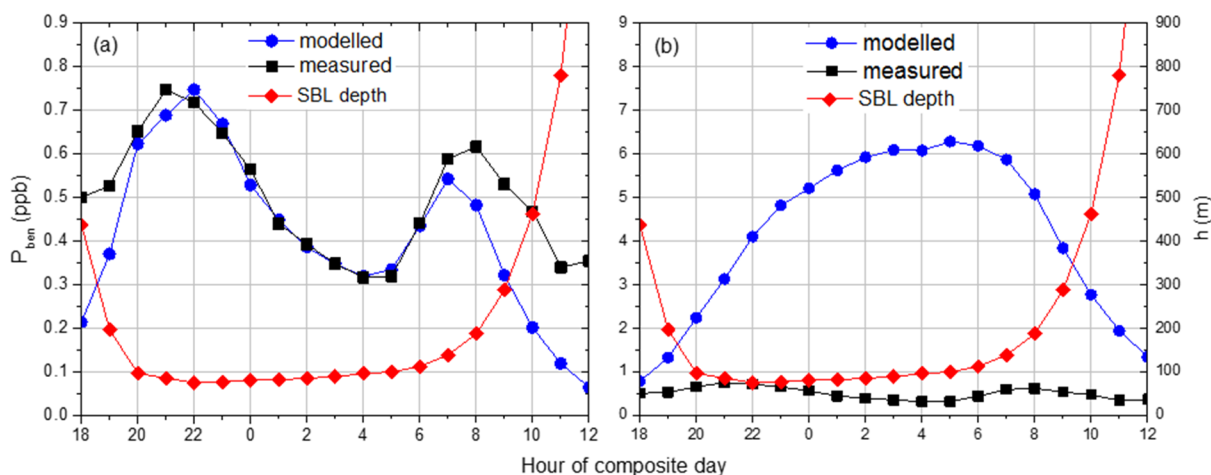 (a)
modelled
measured
SBL depth
0.9
0.8
0.7
0.6
0.5
0.4
0.3
0.2
0.1
0.0
P_ben (ppb)
18 20 22 0 2 4 6 8 10 12
(b)
modelled
measured
SBL depth
9
8
7
6
5
4
3
2
1
0
900
800
700
600
500
400
300
200
100
0
h (m)
18 20 22 0 2 4 6 8 10 12
Hour of composite day